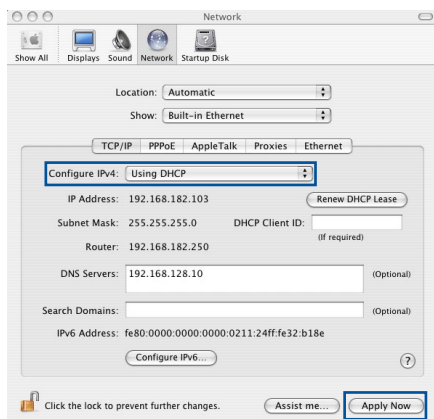 Network
Show All Displays Sound Network Startup Disk
Location: Automatic
Show: Built-in Ethernet
TCP/IP PPPoE AppleTalk Proxies Ethernet
Configure IPv4: Using DHCP
IP Address: 192.168.182.103 Renew DHCP Lease
Subnet Mask: 255.255.255.0 DHCP Client ID:
(If required)
Router: 192.168.182.250
DNS Servers: 192.168.128.10 (Optional)
Search Domains: (Optional)
IPv6 Address: fe80:0000:0000:0000:0211:24ff:fe32:b18e
Configure IPv6... ?
Click the lock to prevent further changes. Assist me... Apply Now